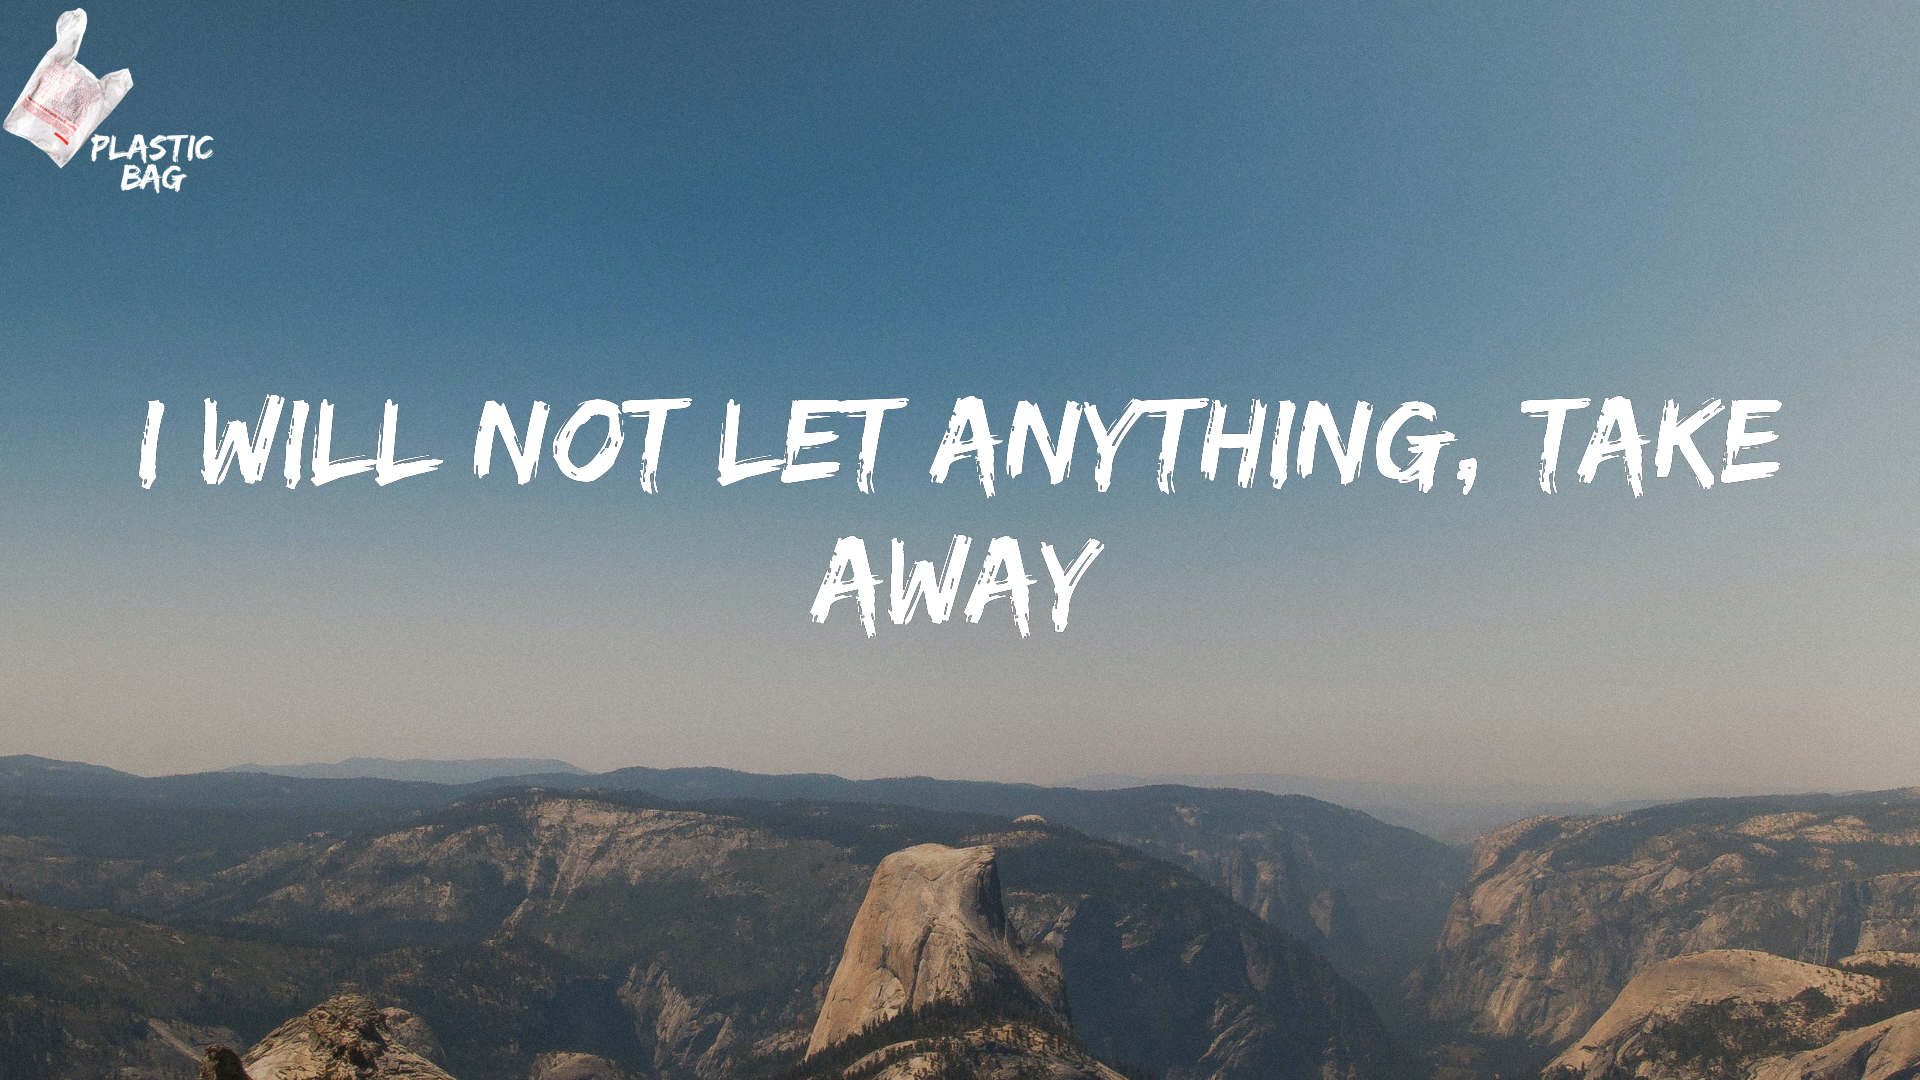 PLASTIC
BAG
I WILL NOT LET ANYTHING, TAKE
AWAY